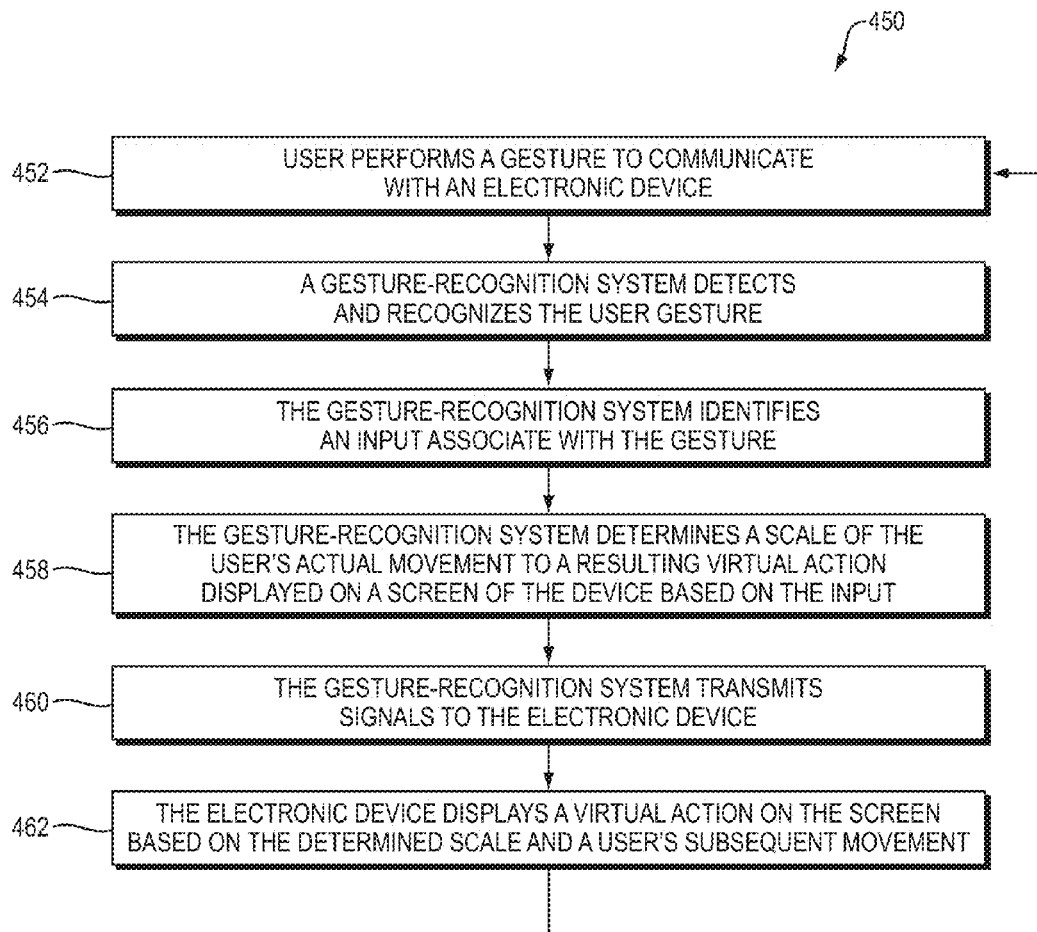 450
452
USER PERFORMS A GESTURE TO COMMUNICATE
WITH AN ELECTRONIC DEVICE
454
A GESTURE-RECOGNITION SYSTEM DETECTS
AND RECOGNIZES THE USER GESTURE
456
THE GESTURE-RECOGNITION SYSTEM IDENTIFIES
AN INPUT ASSOCIATE WITH THE GESTURE
458
THE GESTURE-RECOGNITION SYSTEM DETERMINES A SCALE OF THE
USER'S ACTUAL MOVEMENT TO A RESULTING VIRTUAL ACTION
DISPLAYED ON A SCREEN OF THE DEVICE BASED ON THE INPUT
460
THE GESTURE-RECOGNITION SYSTEM TRANSMITS
SIGNALS TO THE ELECTRONIC DEVICE
462
THE ELECTRONIC DEVICE DISPLAYS A VIRTUAL ACTION ON THE SCREEN
BASED ON THE DETERMINED SCALE AND A USER'S SUBSEQUENT MOVEMENT